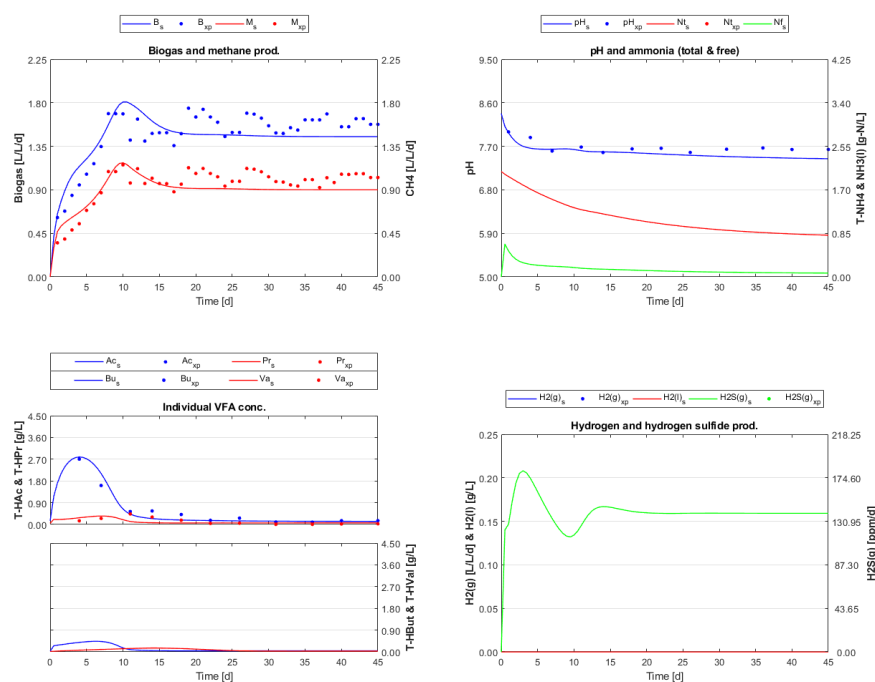 B_s B_xp M_s M_xp
Biogas and methane prod.
2.25 1.80 1.35 0.90 0.45 0.00
Biogas [L/L/d]
2.25 1.80 1.35 0.90 0.45 0.00
CH4 [L/L/d]
0 5 10 15 20 25 30 35 40 45
Time [d]
pH_s pH_xp Nt_s Nt_xp Nf_s
pH and ammonia (total & free)
9.50 8.60 7.70 6.80 5.90 5.00
pH
4.25 3.40 2.55 1.70 0.85 0.00
T-NH4 & NH3(l) [g-N/L]
0 5 10 15 20 25 30 35 40 45
Time [d]
Ac_s Ac_xp Pr_s Pr_xp
Bu_s Bu_xp Va_s Va_xp
Individual VFA conc.
4.50 3.60 2.70 1.80 0.90 0.00
T-HAc & T-HPr [g/L]
4.50 3.60 2.70 1.80 0.90 0.00
T-HBut & T-HVal [g/L]
0 5 10 15 20 25 30 35 40 45
Time [d]
H2(g)_s H2(g)_xp H2(l)_s H2S(g)_s H2S(g)_xp
Hydrogen and hydrogen sulfide prod.
0.25 0.20 0.15 0.10 0.05 0.00
H2(g) [L/L/d] & H2(l) [g/L]
218.25 174.60 130.95 87.30 43.65 0.00
H2S(g) [ppm/d]
0 5 10 15 20 25 30 35 40 45
Time [d]